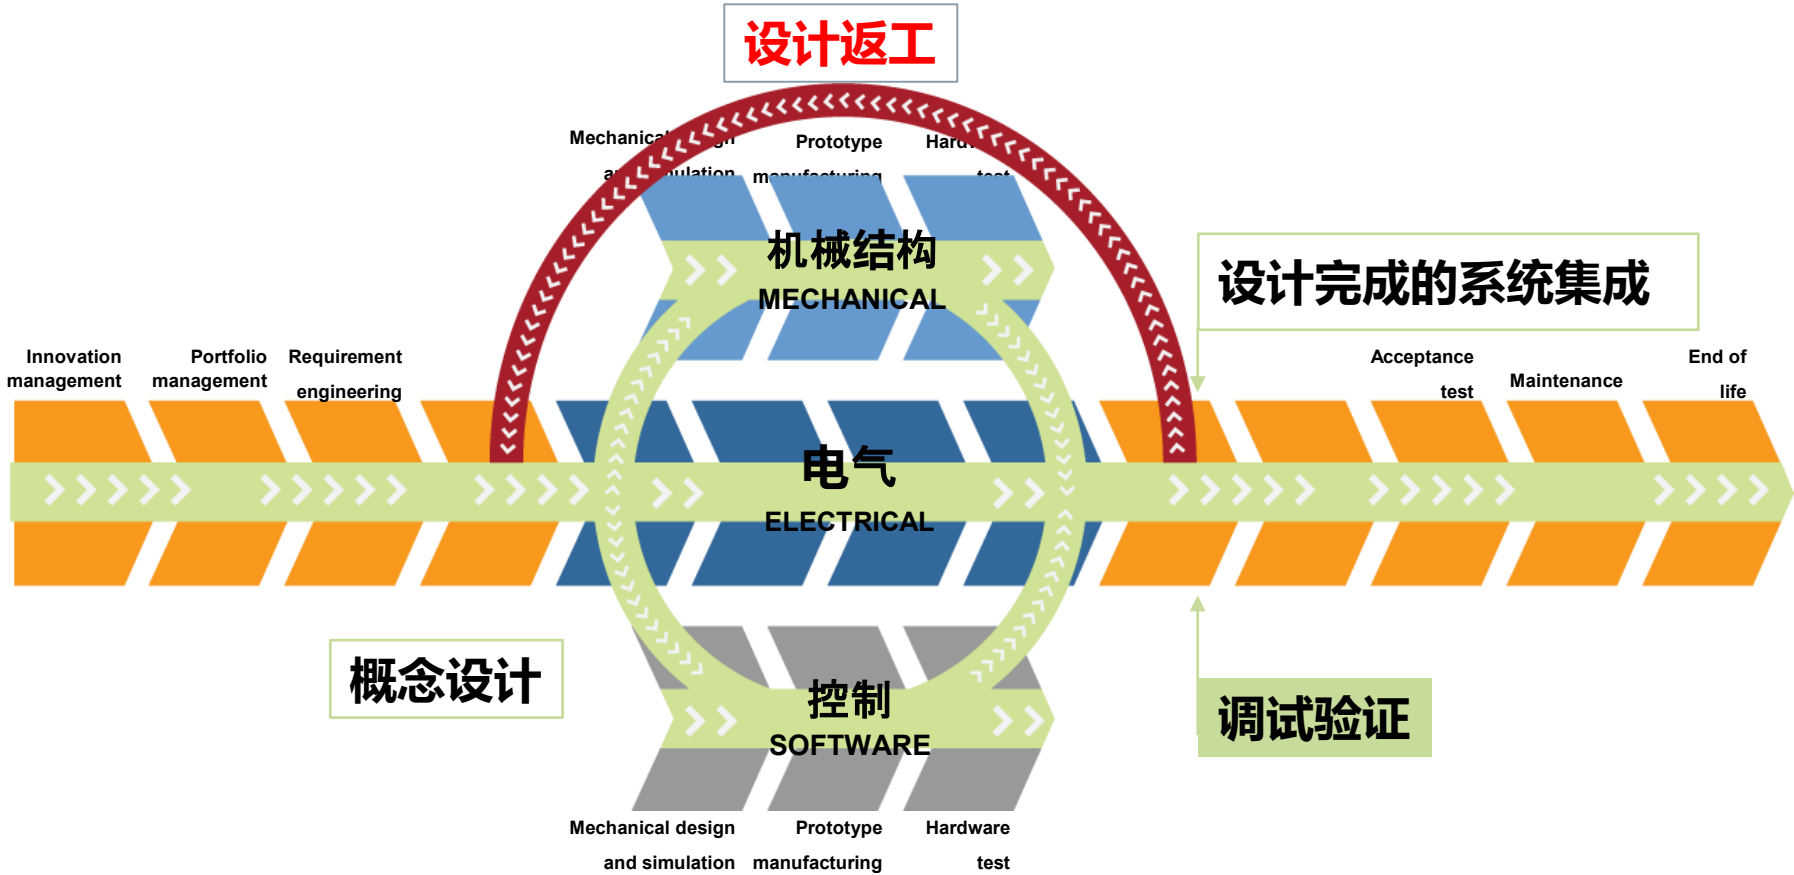 设计返工
Mechanical
Prototype
manufacturing
test
机械结构
MECHANICAL
设计完成的系统集成
Innovation
management
Portfolio
management
Requirement
engineering
Acceptance
test
Maintenance
End of
life
电气
ELECTRICAL
概念设计
控制
SOFTWARE
调试验证
Mechanical design
and simulation
Prototype
manufacturing
Hardware
test